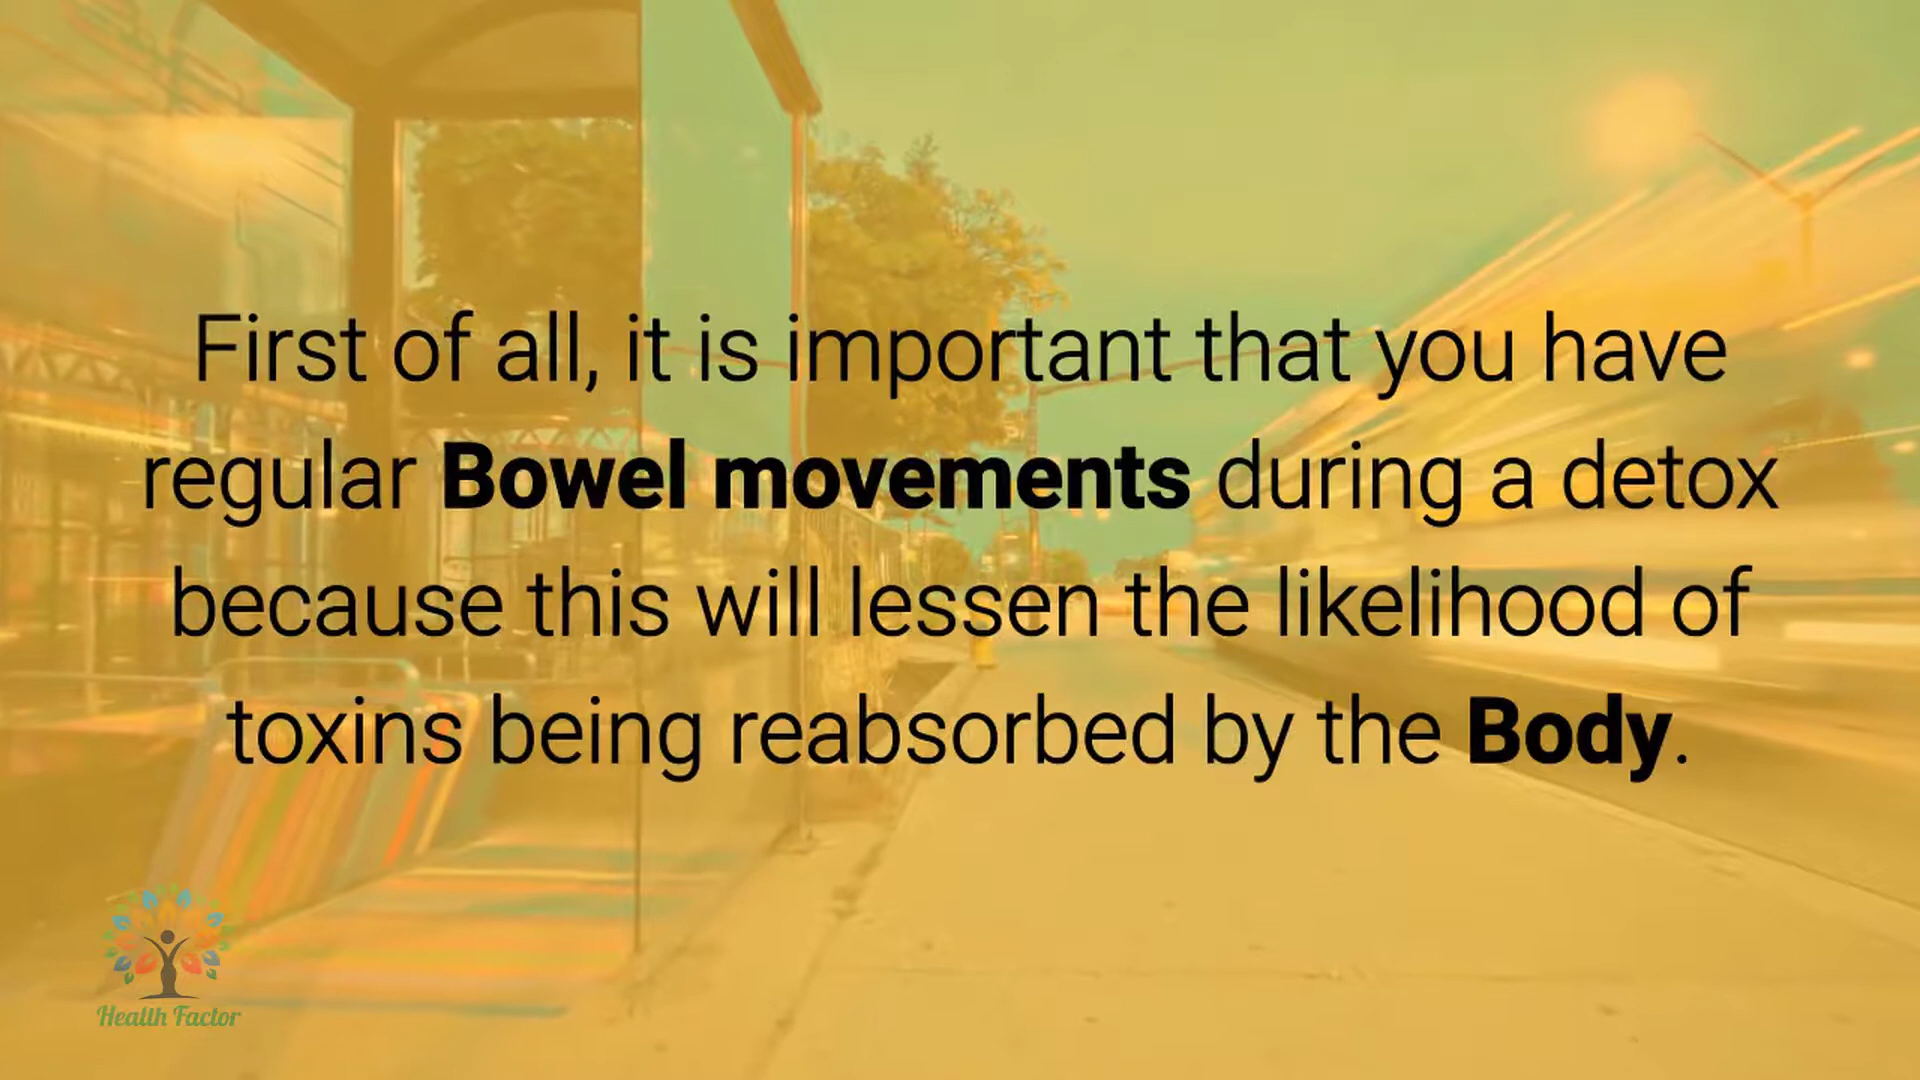 First of all, it is important that you have
regular Bowel movements during a detox
because this will lessen the likelihood of
toxins being reabsorbed by the Body.
Health Factor